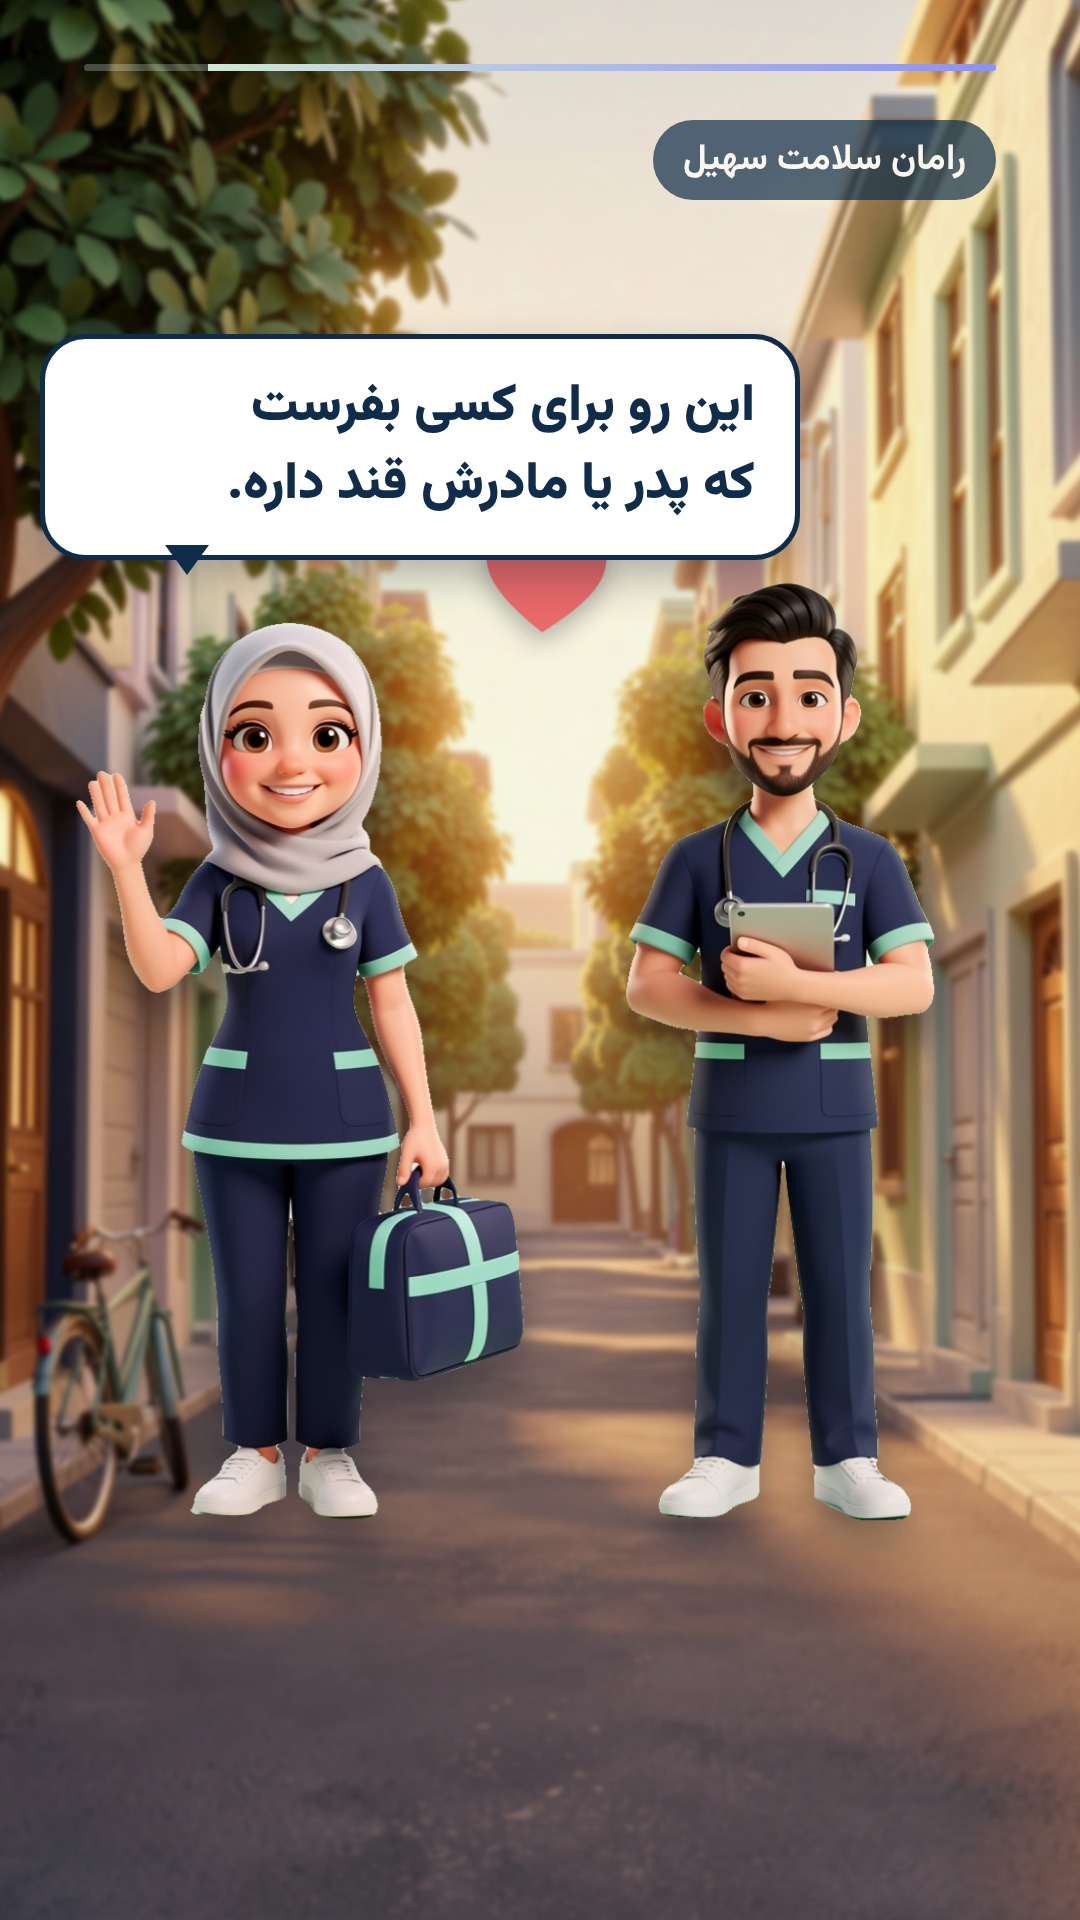 رامان سلامت سهیل
این رو برای کسی بفرست
که پدر یا مادرش قند داره.